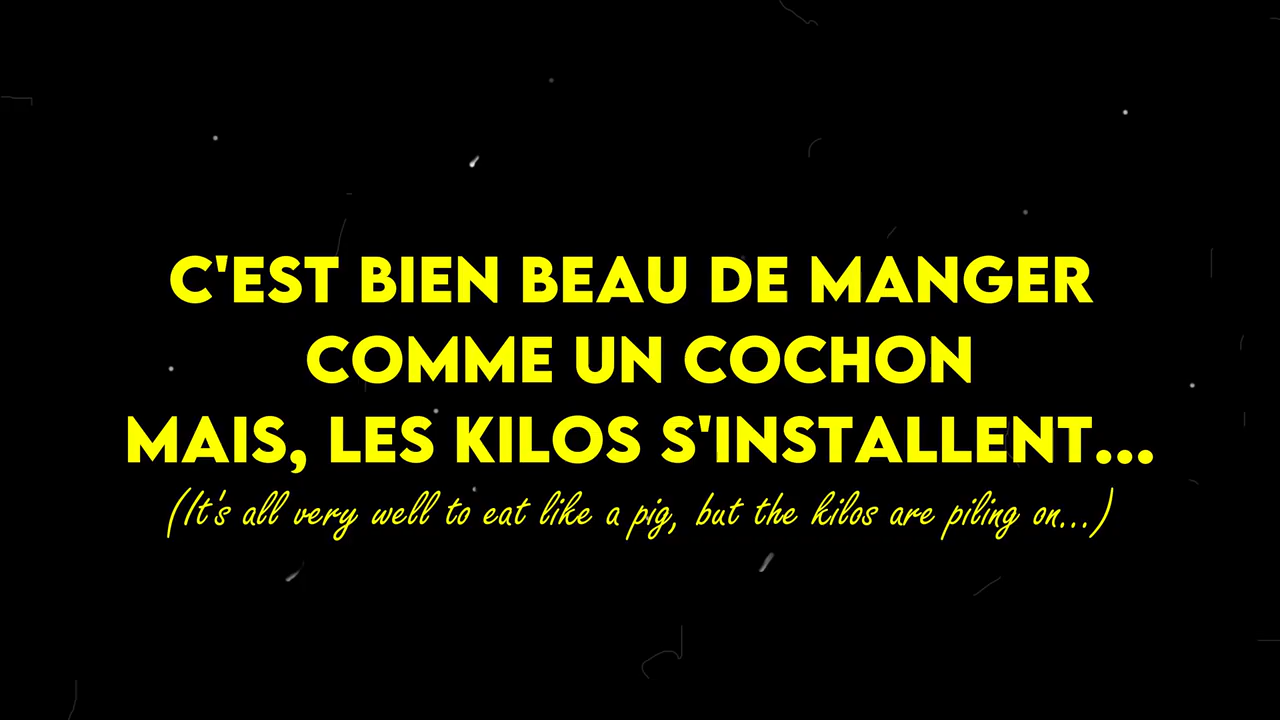 C'EST BIEN BEAU DE MANGER
COMME UN COCHON
MAIS, LES KILOS S'INSTALLENT...
(It's all very well to eat like a pig, but the kilos are piling on...)